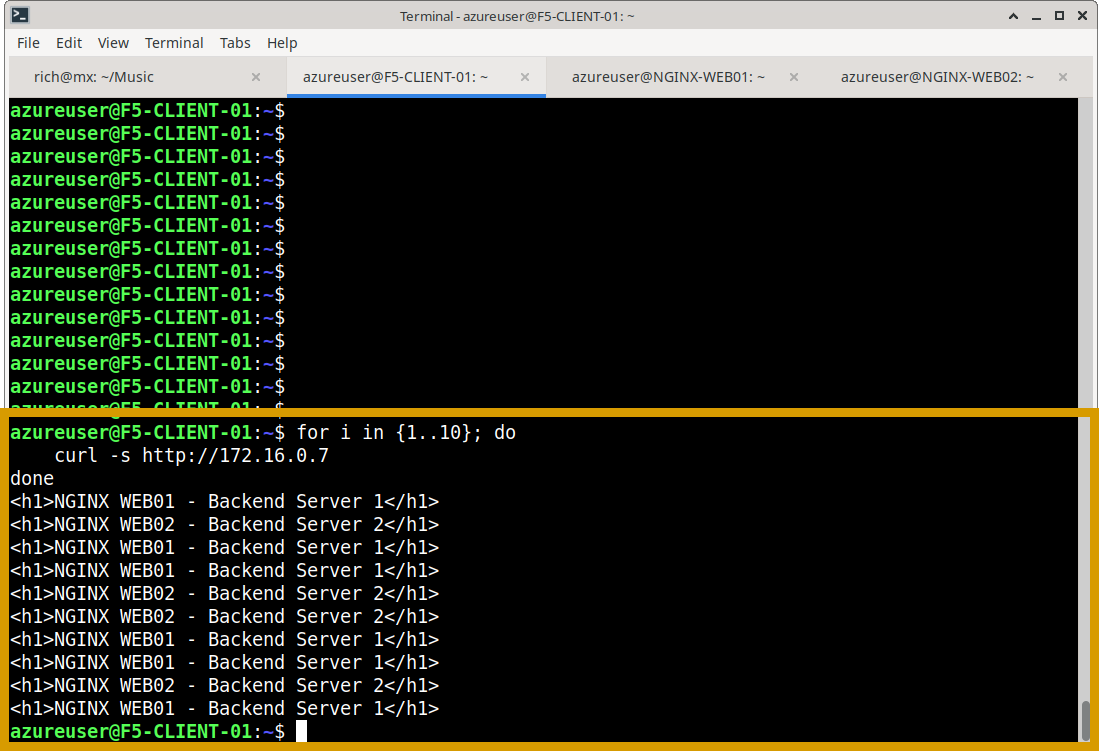 Terminal - azureuser@F5-CLIENT-01: ~
File Edit View Terminal Tabs Help
rich@mx: ~/Music azureuser@F5-CLIENT-01: ~ azureuser@NGINX-WEB01: ~ azureuser@NGINX-WEB02: ~
azureuser@F5-CLIENT-01:~$
azureuser@F5-CLIENT-01:~$
azureuser@F5-CLIENT-01:~$
azureuser@F5-CLIENT-01:~$
azureuser@F5-CLIENT-01:~$
azureuser@F5-CLIENT-01:~$
azureuser@F5-CLIENT-01:~$
azureuser@F5-CLIENT-01:~$
azureuser@F5-CLIENT-01:~$
azureuser@F5-CLIENT-01:~$
azureuser@F5-CLIENT-01:~$
azureuser@F5-CLIENT-01:~$
azureuser@F5-CLIENT-01:~$
azureuser@F5-CLIENT-01:~$ for i in {1..10}; do
    curl -s http://172.16.0.7
done
<h1>NGINX WEB01 - Backend Server 1</h1>
<h1>NGINX WEB02 - Backend Server 2</h1>
<h1>NGINX WEB01 - Backend Server 1</h1>
<h1>NGINX WEB01 - Backend Server 1</h1>
<h1>NGINX WEB02 - Backend Server 2</h1>
<h1>NGINX WEB02 - Backend Server 2</h1>
<h1>NGINX WEB01 - Backend Server 1</h1>
<h1>NGINX WEB01 - Backend Server 1</h1>
<h1>NGINX WEB02 - Backend Server 2</h1>
<h1>NGINX WEB01 - Backend Server 1</h1>
azureuser@F5-CLIENT-01:~$